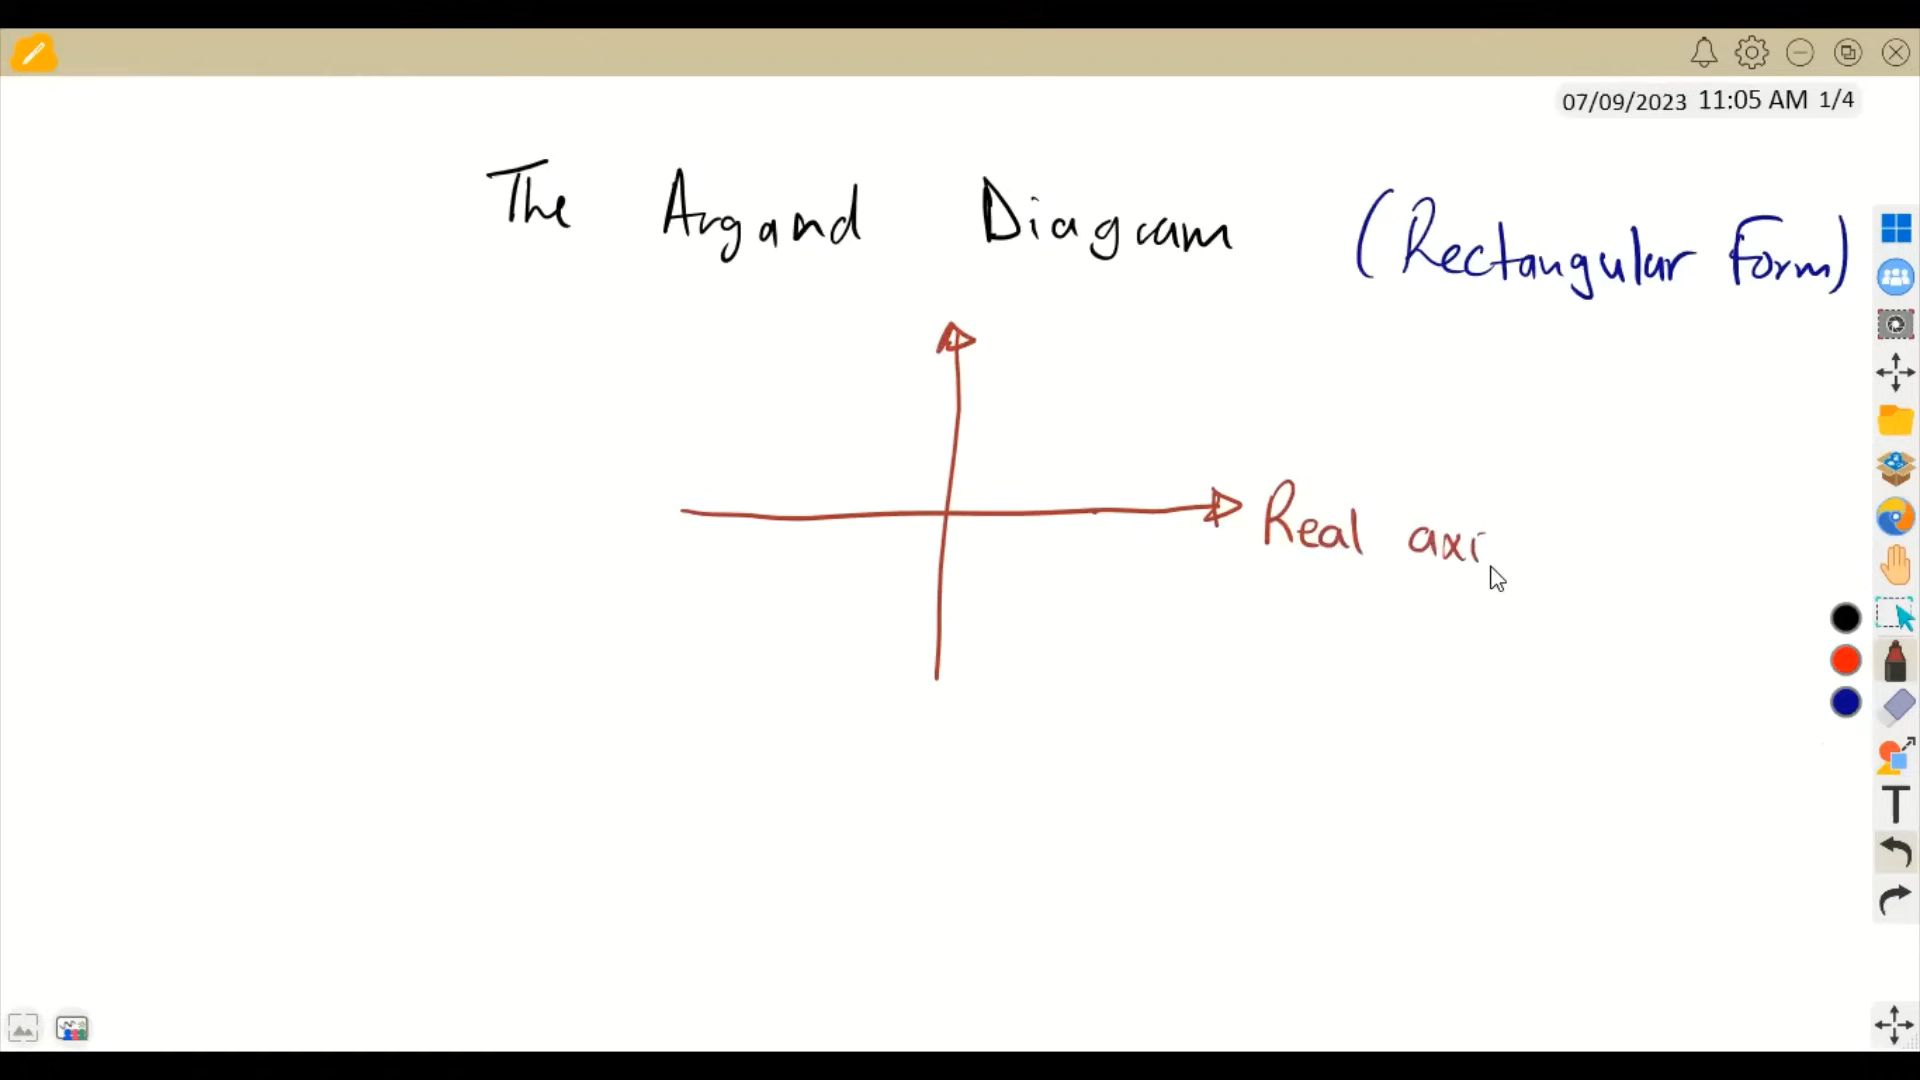 07/09/2023 11:05 AM 1/4
The Argand Diagram (Rectangular Form)
Real axi
T